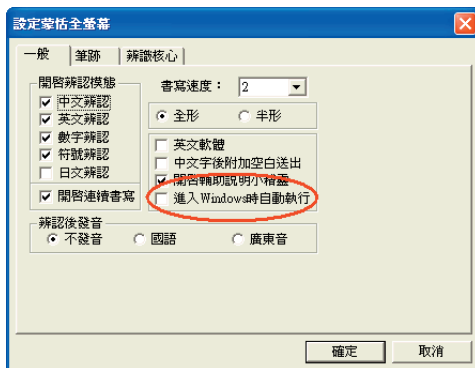 設定蒙恬全螢幕
一般 筆跡 辨識核心
開啟辨認模態
中文辨認
英文辨認
數字辨認
符號辨認
日文辨認
開啟連續書寫
書寫速度： 2
全形 半形
英文軟體
中文字後附加空白送出
開啟輔助說明小精靈
進入Windows時自動執行
辨認後發音
不發音 國語 廣東音
確定 取消